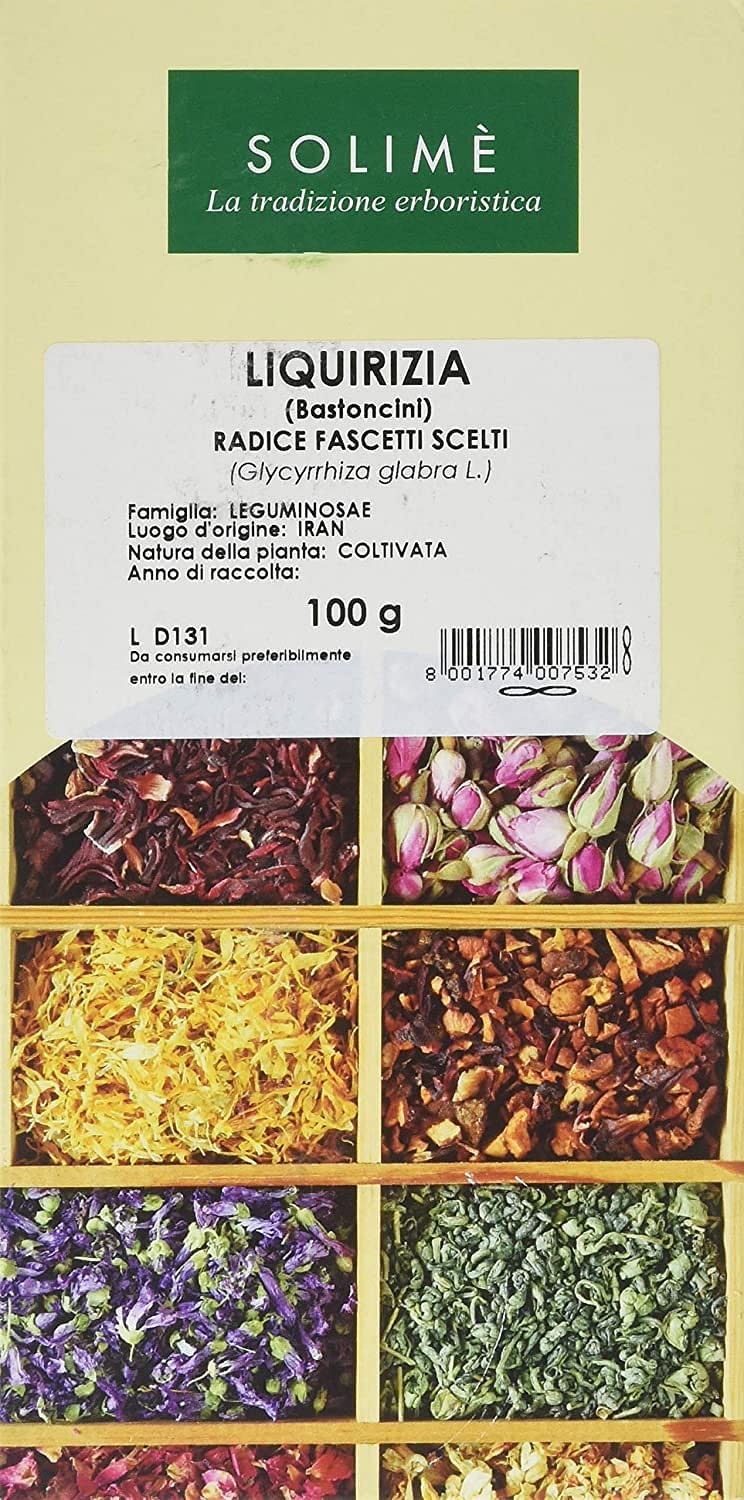 SOLIMÈ
La tradizione erboristica
LIQUIRIZIA
(Bastoncini)
RADICE FASCETTI SCELTI
(Glycyrrhiza glabra L.)
Famiglia: LEGUMINOSAE
Luogo d'origine: IRAN
Natura della pianta: COLTIVATA
Anno di raccolta:
100 g
L D131
Da consumarsi preferibilmente
entro la fine del:
8 001774 007532